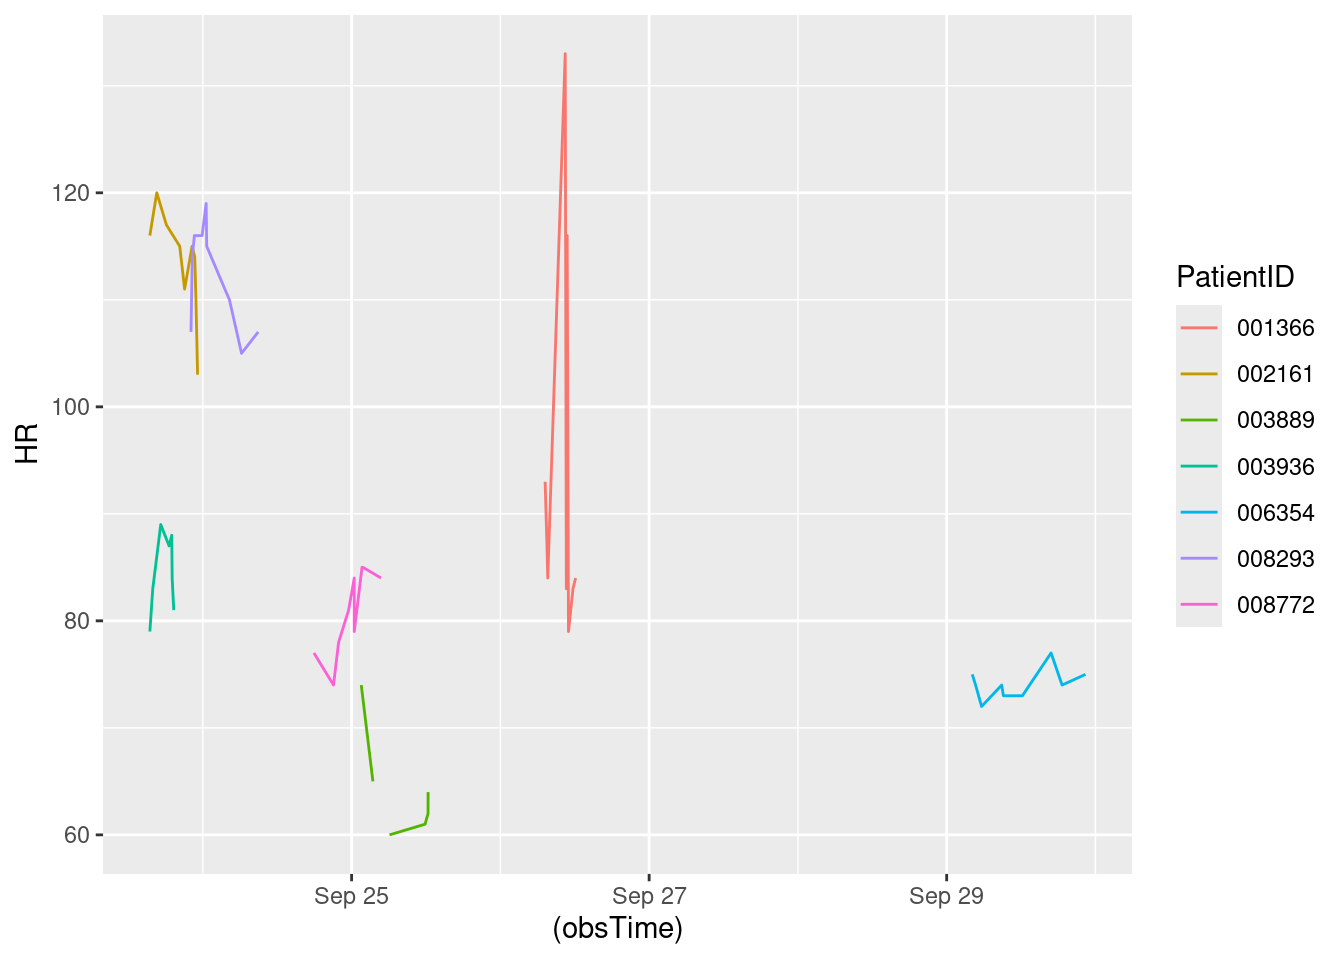 120
100
80
60
HR
Sep 25
Sep 27
Sep 29
(obsTime)
PatientID
001366
002161
003889
003936
006354
008293
008772